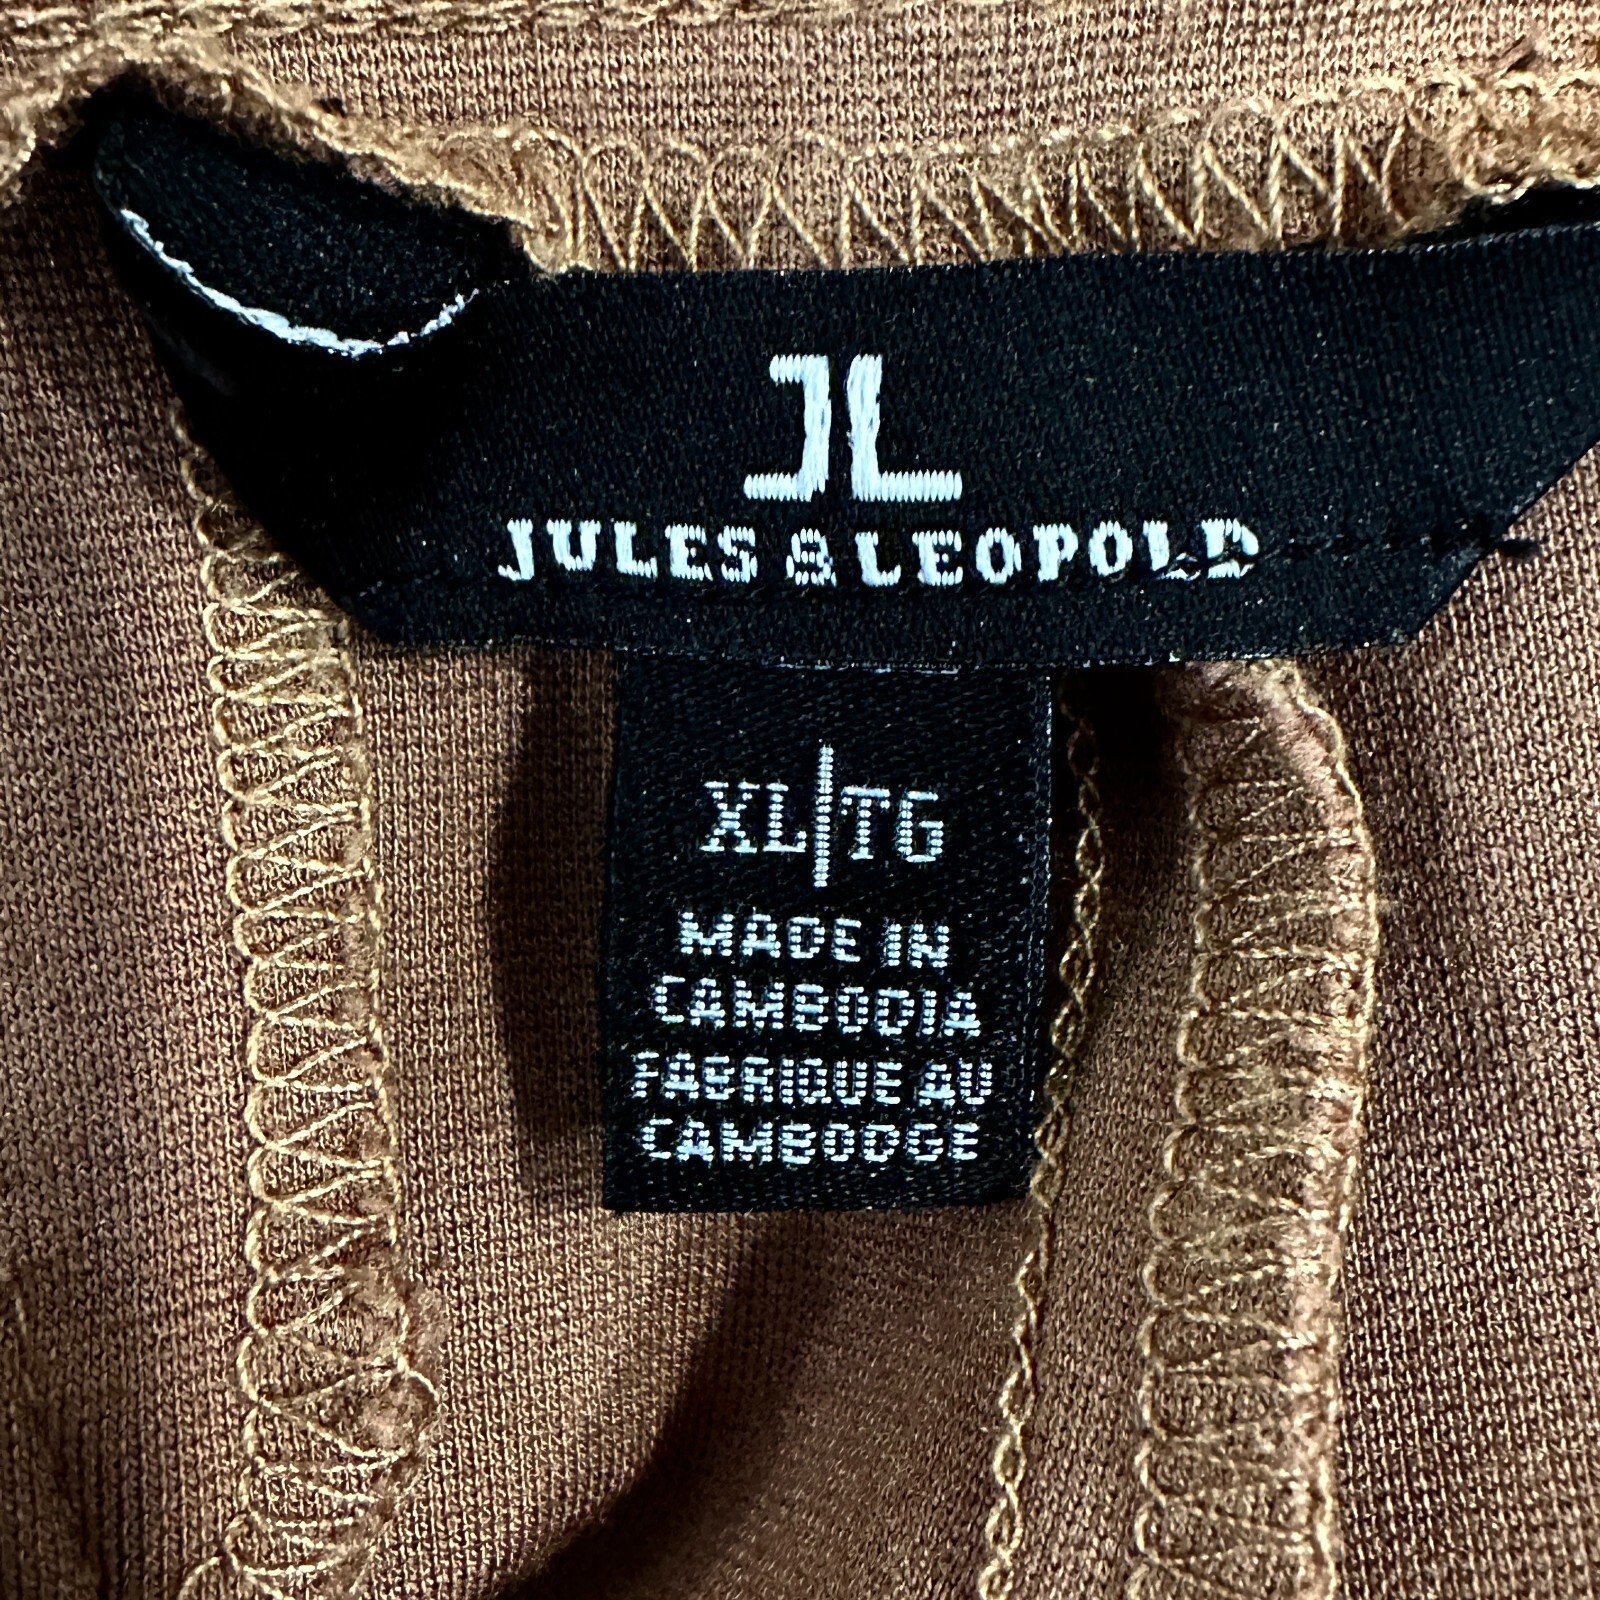 JL
JULES & LEOPOLD
XL|TG
MADE IN
CAMBODIA
FABRIQUE AU
CAMBODGE